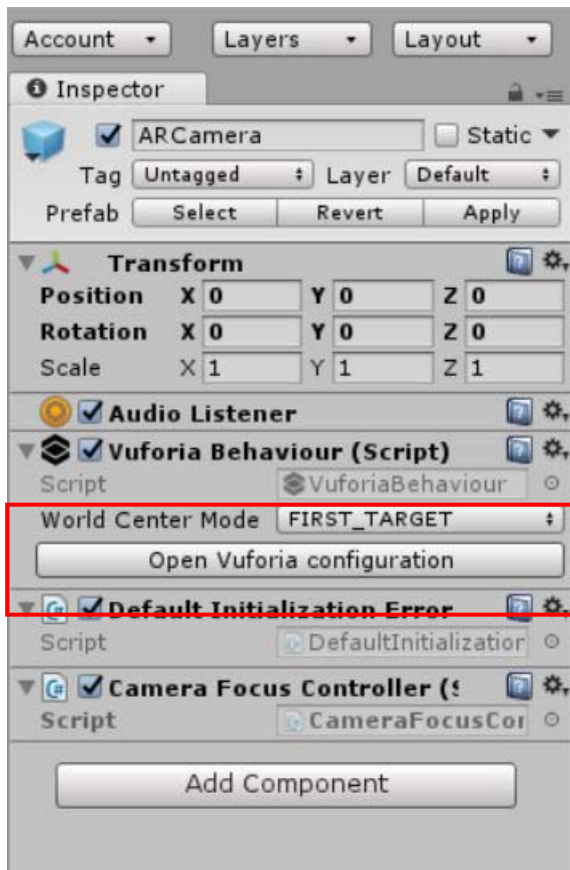 Account Layers Layout
Inspector
ARCamera Static
Tag Untagged Layer Default
Prefab Select Revert Apply
Transform
Position X 0 Y 0 Z 0
Rotation X 0 Y 0 Z 0
Scale X 1 Y 1 Z 1
Audio Listener
Vuforia Behaviour (Script)
Script VuforiaBehaviour
World Center Mode FIRST_TARGET
Open Vuforia configuration
Default Initialization Error
Script DefaultInitialization
Camera Focus Controller (S
Script CameraFocusCor
Add Component